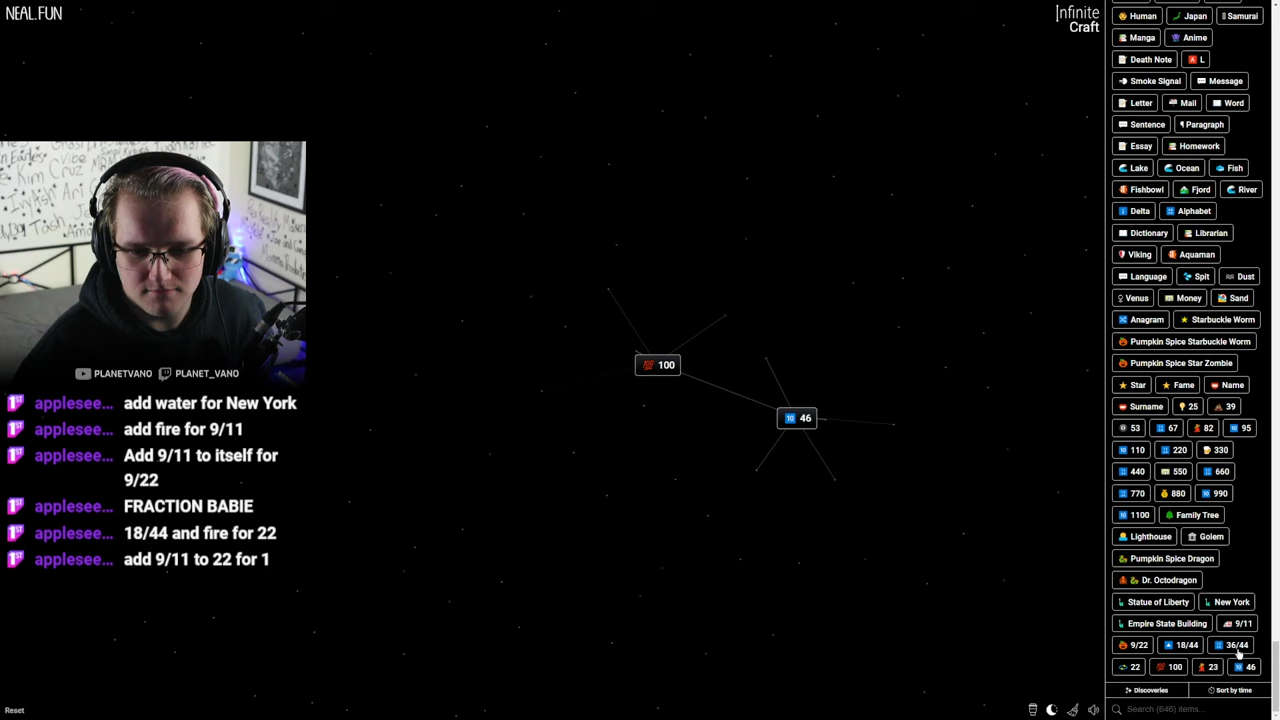 NEAL.FUN
Infinite
Craft
PLANETVANO PLANET_VANO
applesee... add water for New York
applesee... add fire for 9/11
applesee... Add 9/11 to itself for
9/22
applesee... FRACTION BABIE
applesee... 18/44 and fire for 22
applesee... add 9/11 to 22 for 1
100
46
Human Japan Samurai
Manga Anime
Death Note L
Smoke Signal Message
Letter Mail Word
Sentence Paragraph
Essay Homework
Lake Ocean Fish
Fishbowl Fjord River
Delta Alphabet
Dictionary Librarian
Viking Aquaman
Language Spit Dust
Venus Money Sand
Anagram Starbuckle Worm
Pumpkin Spice Starbuckle Worm
Pumpkin Spice Star Zombie
Star Fame Name
Surname 25 39
53 67 82 95
110 220 330
440 550 660
770 880 990
1100 Family Tree
Lighthouse Golem
Pumpkin Spice Dragon
Dr. Octodragon
Statue of Liberty New York
Empire State Building 9/11
9/22 18/44 36/44
22 100 23 46
Discoveries Sort by time
Search (646) items...
Reset